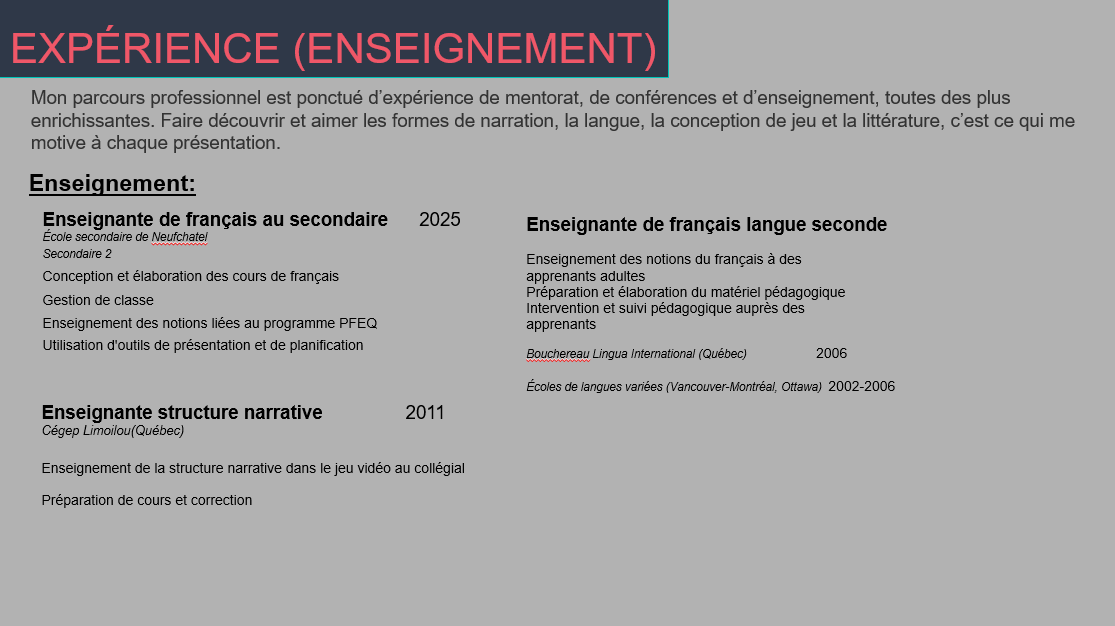 EXPÉRIENCE (ENSEIGNEMENT)
Mon parcours professionnel est ponctué d’expérience de mentorat, de conférences et d’enseignement, toutes des plus
enrichissantes. Faire découvrir et aimer les formes de narration, la langue, la conception de jeu et la littérature, c’est ce qui me
motive à chaque présentation.
Enseignement:
Enseignante de français au secondaire 2025
École secondaire de Neufchatel
Secondaire 2
Conception et élaboration des cours de français
Gestion de classe
Enseignement des notions liées au programme PFEQ
Utilisation d'outils de présentation et de planification
Enseignante structure narrative 2011
Cégep Limoilou(Québec)
Enseignement de la structure narrative dans le jeu vidéo au collégial
Préparation de cours et correction
Enseignante de français langue seconde
Enseignement des notions du français à des
apprenants adultes
Préparation et élaboration du matériel pédagogique
Intervention et suivi pédagogique auprès des
apprenants
Bouchereau Lingua International (Québec) 2006
Écoles de langues variées (Vancouver-Montréal, Ottawa) 2002-2006